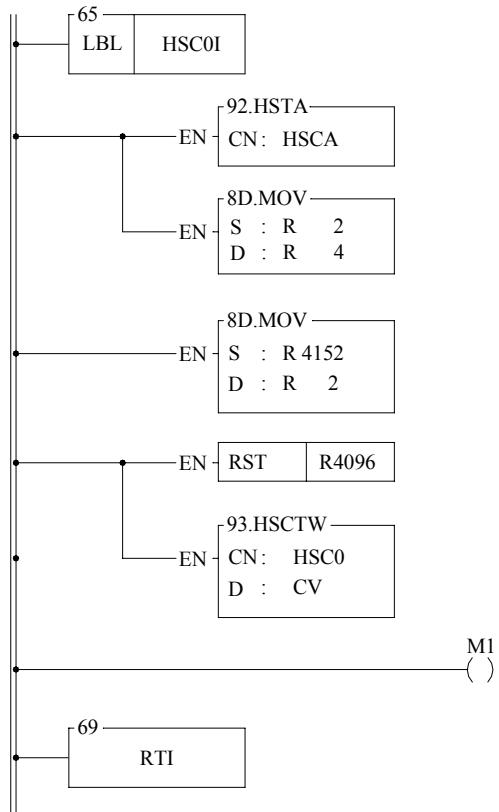 65
LBL HSC0I
92.HSTA
EN CN : HSCA
8D.MOV
EN S : R 2
D : R 4
8D.MOV
EN S : R 4152
D : R 2
EN RST R4096
93.HSCTW
EN CN : HSC0
D : CV
M1
( )
69
RTI